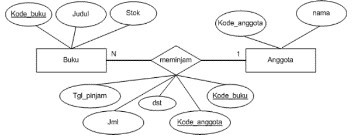 Kode_buku
Judul
Stok
Kode_anggota
nama
Buku
N
meminjam
1
Anggota
Tgl_pinjam
dst
Kode_buku
Jml
Kode_anggota